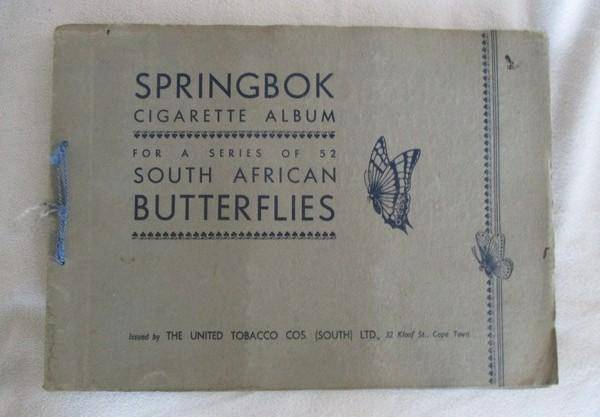 SPRINGBOK
CIGARETTE ALBUM
FOR A SERIES OF 52
SOUTH AFRICAN
BUTTERFLIES
Issued by THE UNITED TOBACCO COS. (SOUTH) LTD., 32 Kloof St., Cape Town